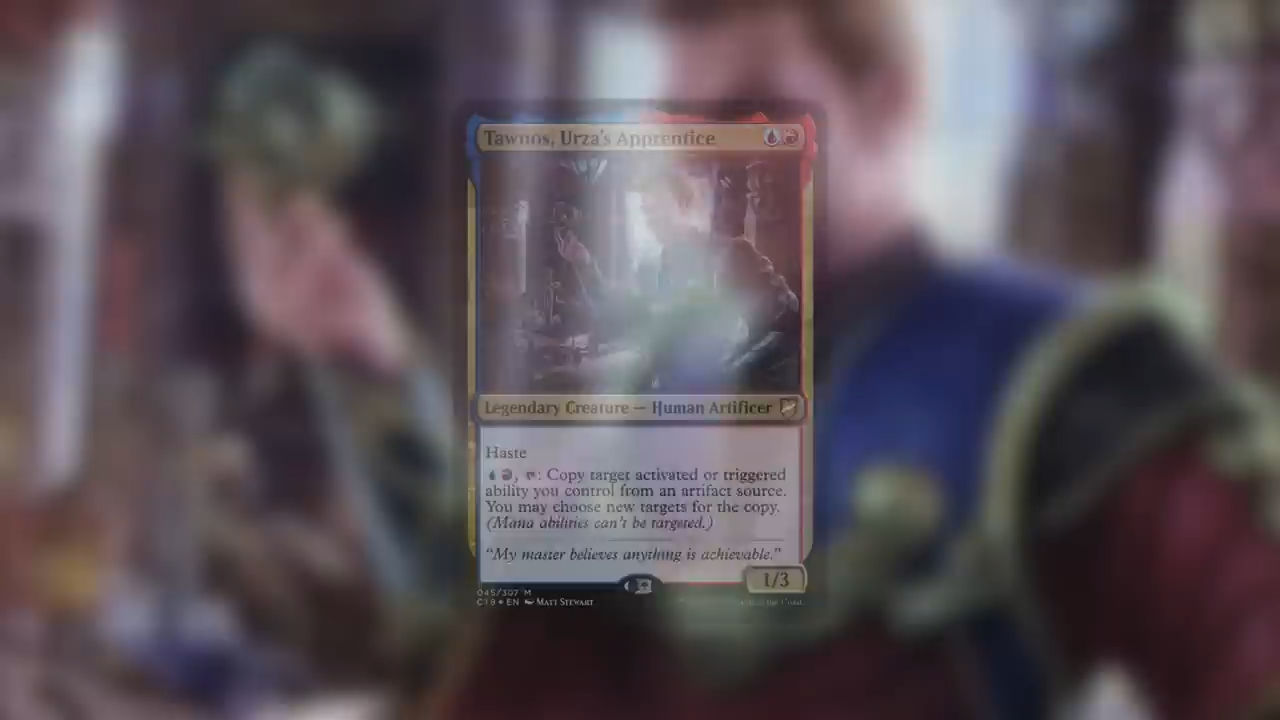 Tawnos, Urza's Apprentice
Legendary Creature — Human Artificer
Haste
: Copy target activated or triggered
ability you control from an artifact source.
You may choose new targets for the copy.
(Mana abilities can't be targeted.)
"My master believes anything is achievable."
1/3
045/307 M
C18 • EN Matt Stewart